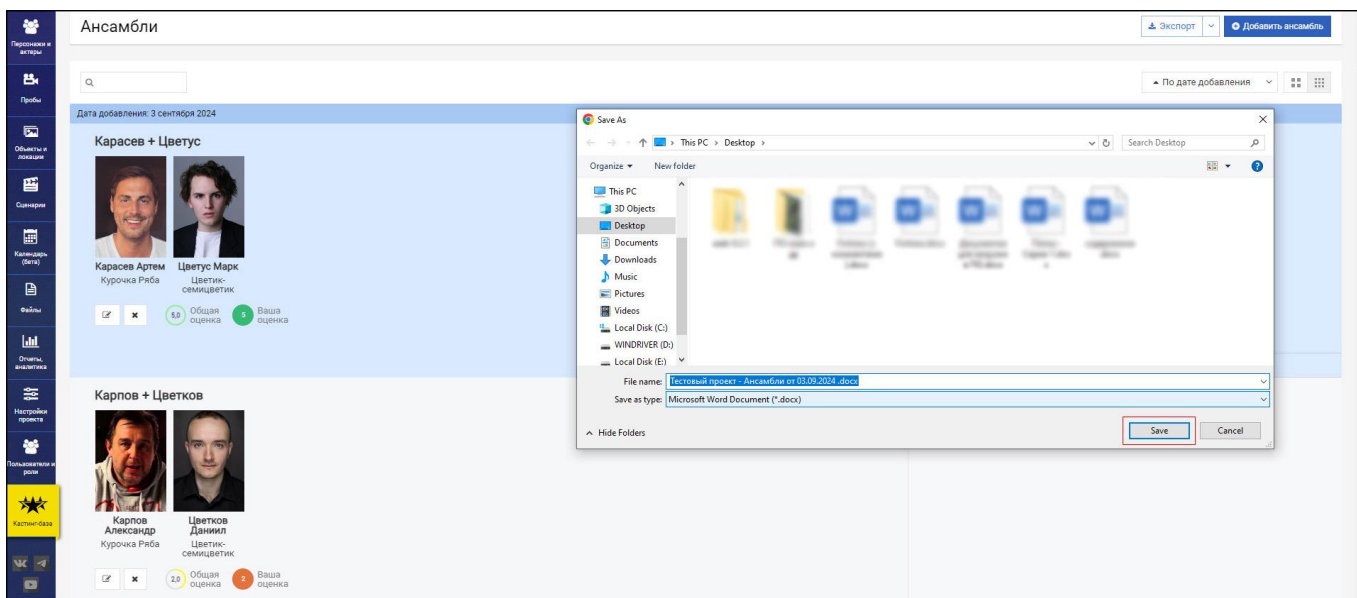 Персонажи и
актеры
Пробы
Объекты и
локации
Сценарии
Календарь
(бета)
Файлы
Отчеты,
аналитика
Настройки
проекта
Пользователи и
роли
Кастинг-база
Ансамбли
Экспорт
Добавить ансамбль
По дате добавления
Дата добавления: 3 сентября 2024
Карасев + Цветус
Карасев Артем
Курочка Ряба
Цветус Марк
Цветик-
семицветик
5,0
Общая
оценка
5
Ваша
оценка
Карпов + Цветков
Карпов
Александр
Курочка Ряба
Цветков
Даниил
Цветик-
семицветик
2,0
Общая
оценка
2
Ваша
оценка
Save As
This PC > Desktop >
Search Desktop
Organize
New folder
This PC
3D Objects
Desktop
Documents
Downloads
Music
Pictures
Videos
Local Disk (C:)
WINDRIVER (D:)
Local Disk (E:)
File name: Тестовый проект - Ансамбли от 03.09.2024 .docx
Save as type: Microsoft Word Document (*.docx)
Hide Folders
Save
Cancel